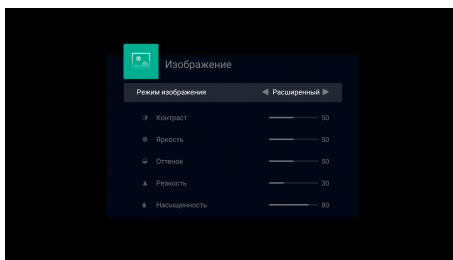 Изображение
Режим изображения Расширенный
Контраст 50
Яркость 50
Оттенок 50
Резкость 30
Насыщенность 80